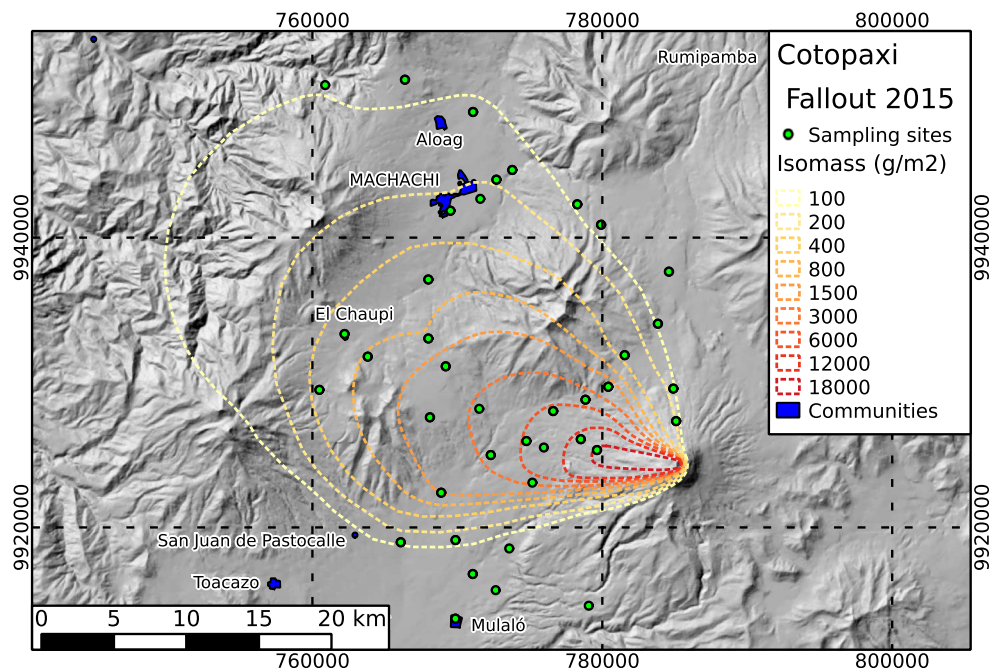 760000 780000 800000
Rumipamba
Cotopaxi
Fallout 2015
Sampling sites
Isomass (g/m2)
100
200
400
800
1500
3000
6000
12000
18000
Communities
Aloag
MACHACHI
El Chaupi
San Juan de Pastocalle
Toacazo
Mulaló
9940000
9920000
9940000
9920000
0 5 10 15 20 km
760000 780000 800000